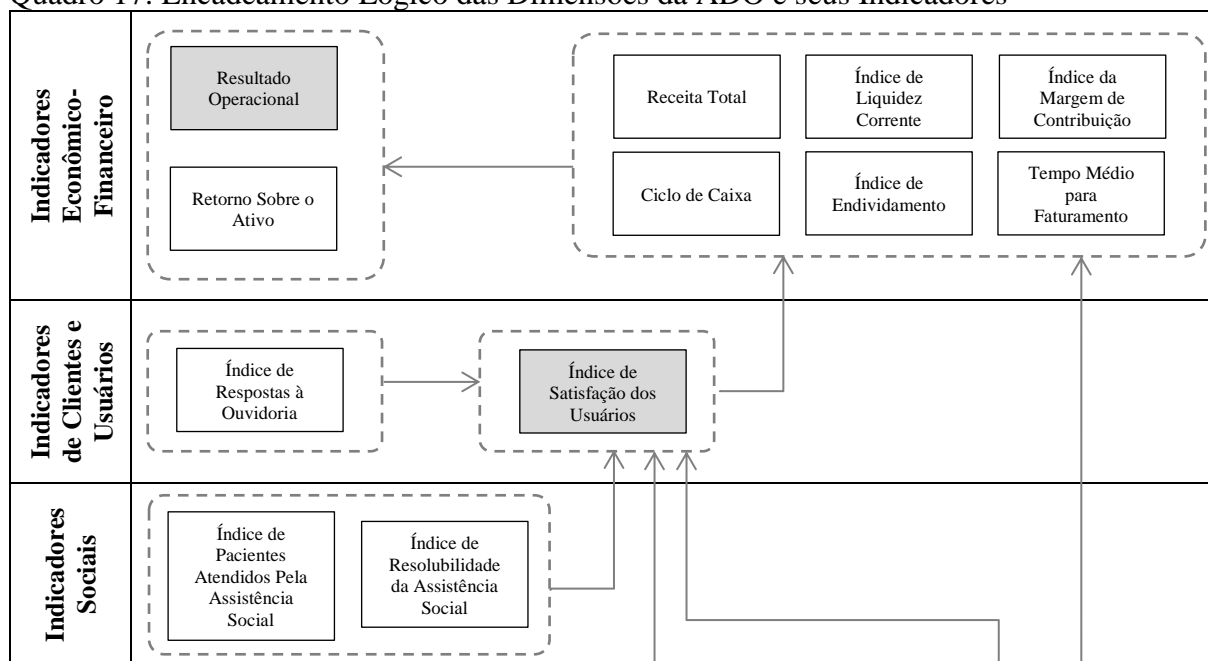 Quadro 17: Encadeamento Lógico das Dimensões da ADO e seus Indicadores
Indicadores
Econômico-
Financeiro
Resultado
Operacional
Retorno Sobre o
Ativo
Receita Total
Índice de
Liquidez
Corrente
Índice da
Margem de
Contribuição
Ciclo de Caixa
Índice de
Endividamento
Tempo Médio
para
Faturamento
Indicadores
de Clientes e
Usuários
Índice de
Respostas à
Ouvidoria
Índice de
Satisfação dos
Usuários
Indicadores
Sociais
Índice de
Pacientes
Atendidos Pela
Assistência
Social
Índice de
Resolubilidade
da Assistência
Social